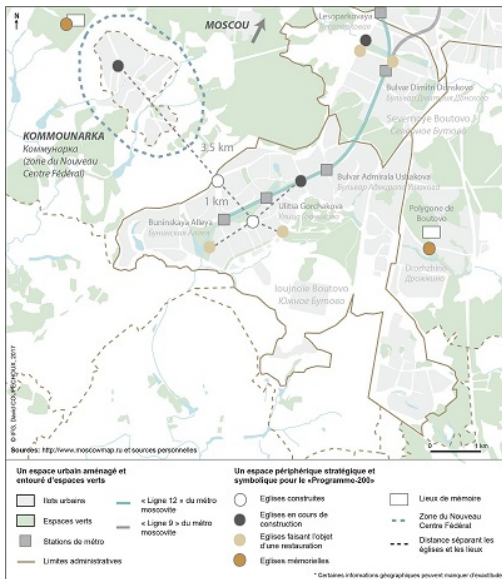 N
MOSCOU
Lesoparkovaya
Bulvar Dimitri Donskovo
Бульвар Дмитрия Донского
Severnoye Boutovo
Северное Бутово
KOMMOUNARKA
Коммунарка
(zone du Nouveau
Centre Fédéral)
3,5 km
Bulvar Admirala Ushakova
Бульвар Адмирала Ушакова
1 km
Ulitsa Gorchakova
Улица Горчакова
Buninskaya Alleya
Бунинская Аллея
Polygone de
Boutovo
Drozhzhino
Дрожжино
Ioujnoïe Boutovo
Южное Бутово
0 1 km
Sourdes: http://www.moscowmap.ru et sources personnelles
Un espace urbain aménagé et
entouré d'espaces verts
Ilots urbains
Espaces verts
Stations de métro
Limites administratives
« Ligne 12 » du métro
moscovite
« Ligne 9 » du métro
moscovite
Un espace périphérique stratégique et
symbolique pour le «Programme-200»
Eglises construites
Eglises en cours de
construction
Eglises faisant l'objet
d'une restauration
Eglises mémorielles
Lieux de mémoire
Zone du Nouveau
Centre Fédéral
Distance séparant les
églises et les lieux
* Certaines informations géographiques peuvent manquer d'exactitude